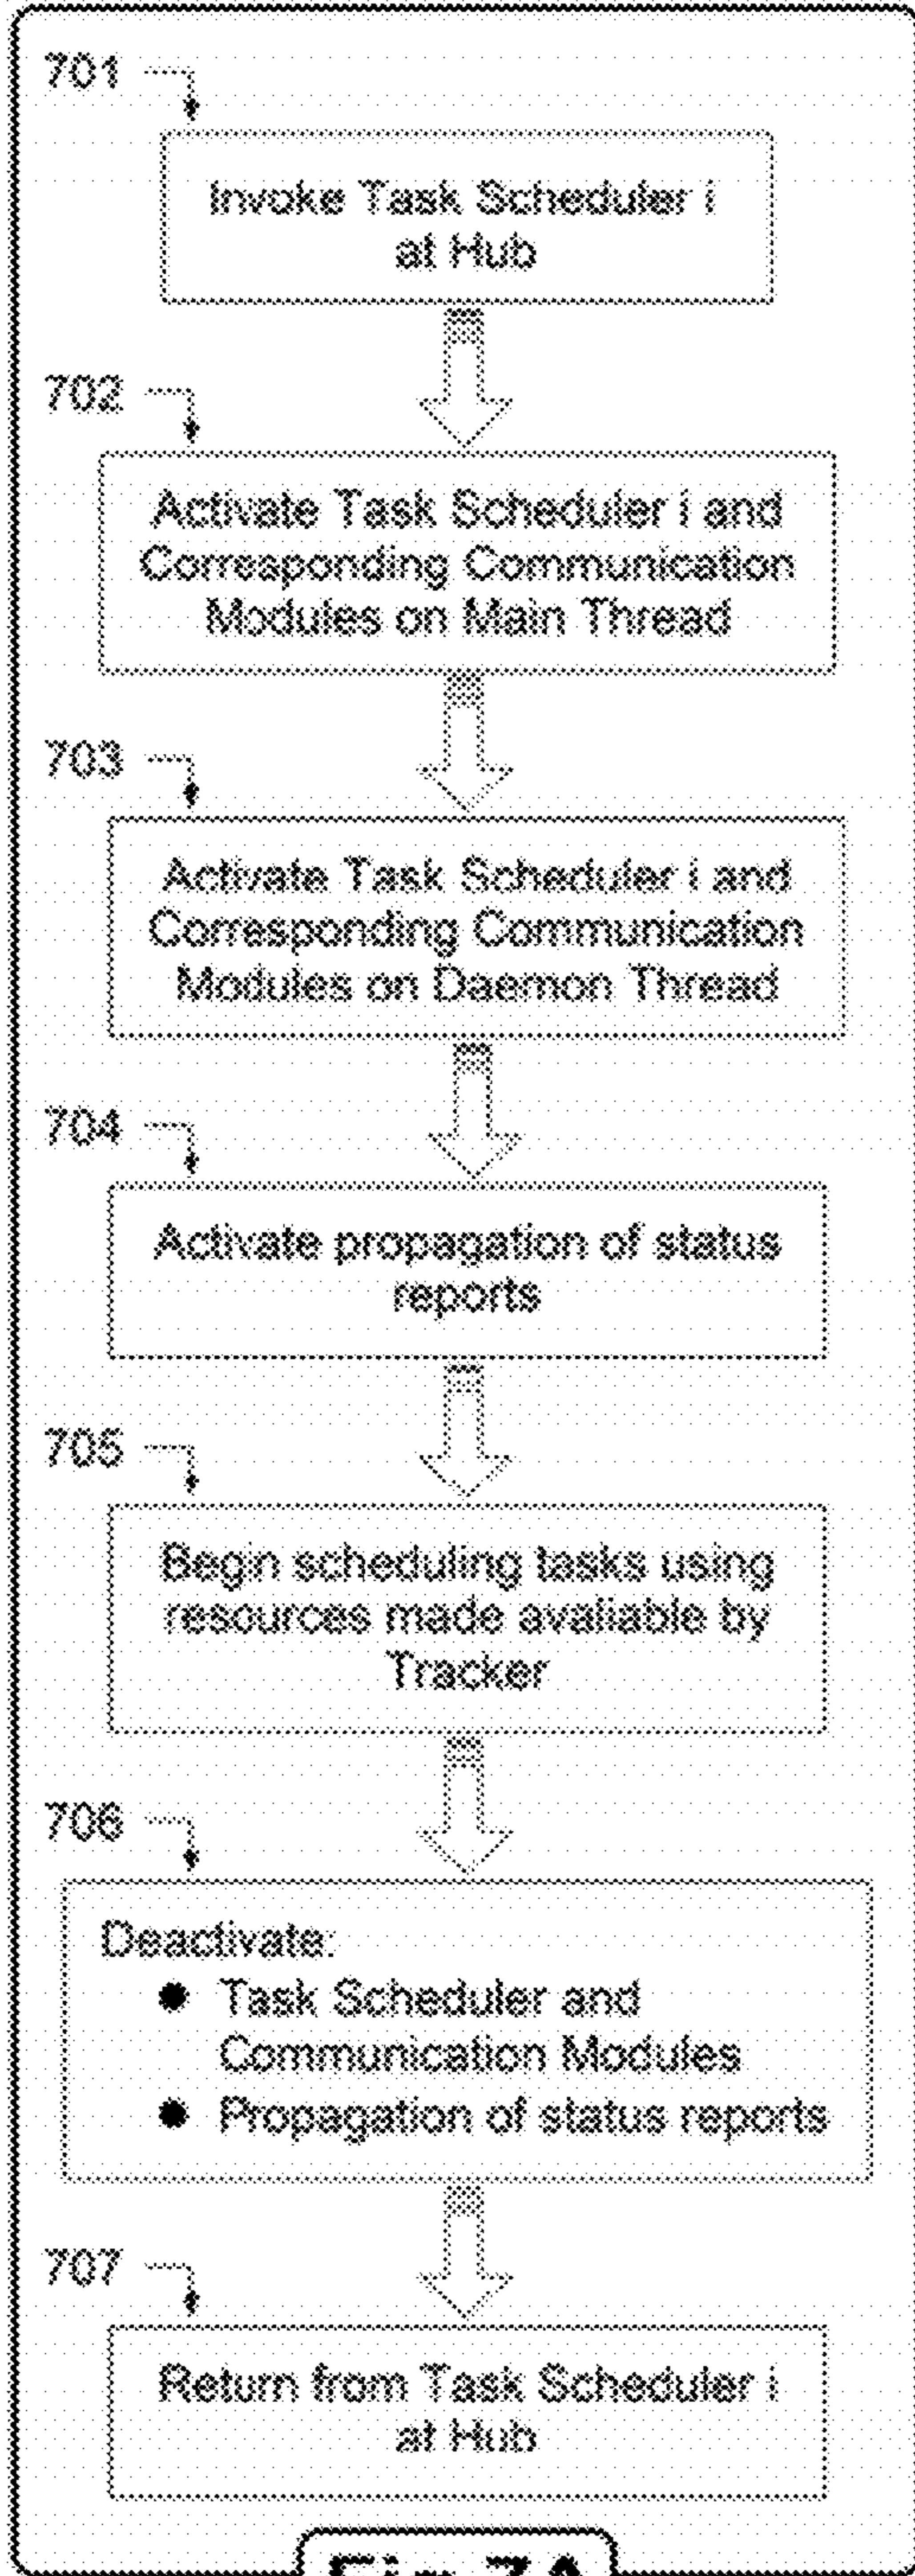 701
Invoke Task Scheduler i
at Hub
702
Activate Task Scheduler i and
Corresponding Communication
Modules on Main Thread
703
Activate Task Scheduler i and
Corresponding Communication
Modules on Daemon Thread
704
Activate propagation of status
reports
705
Begin scheduling tasks using
resources made avaliable by
Tracker
706
Deactivate:
● Task Scheduler and
Communication Modules
● Propagation of status reports
707
Return from Task Scheduler i
at Hub
Fig 7A